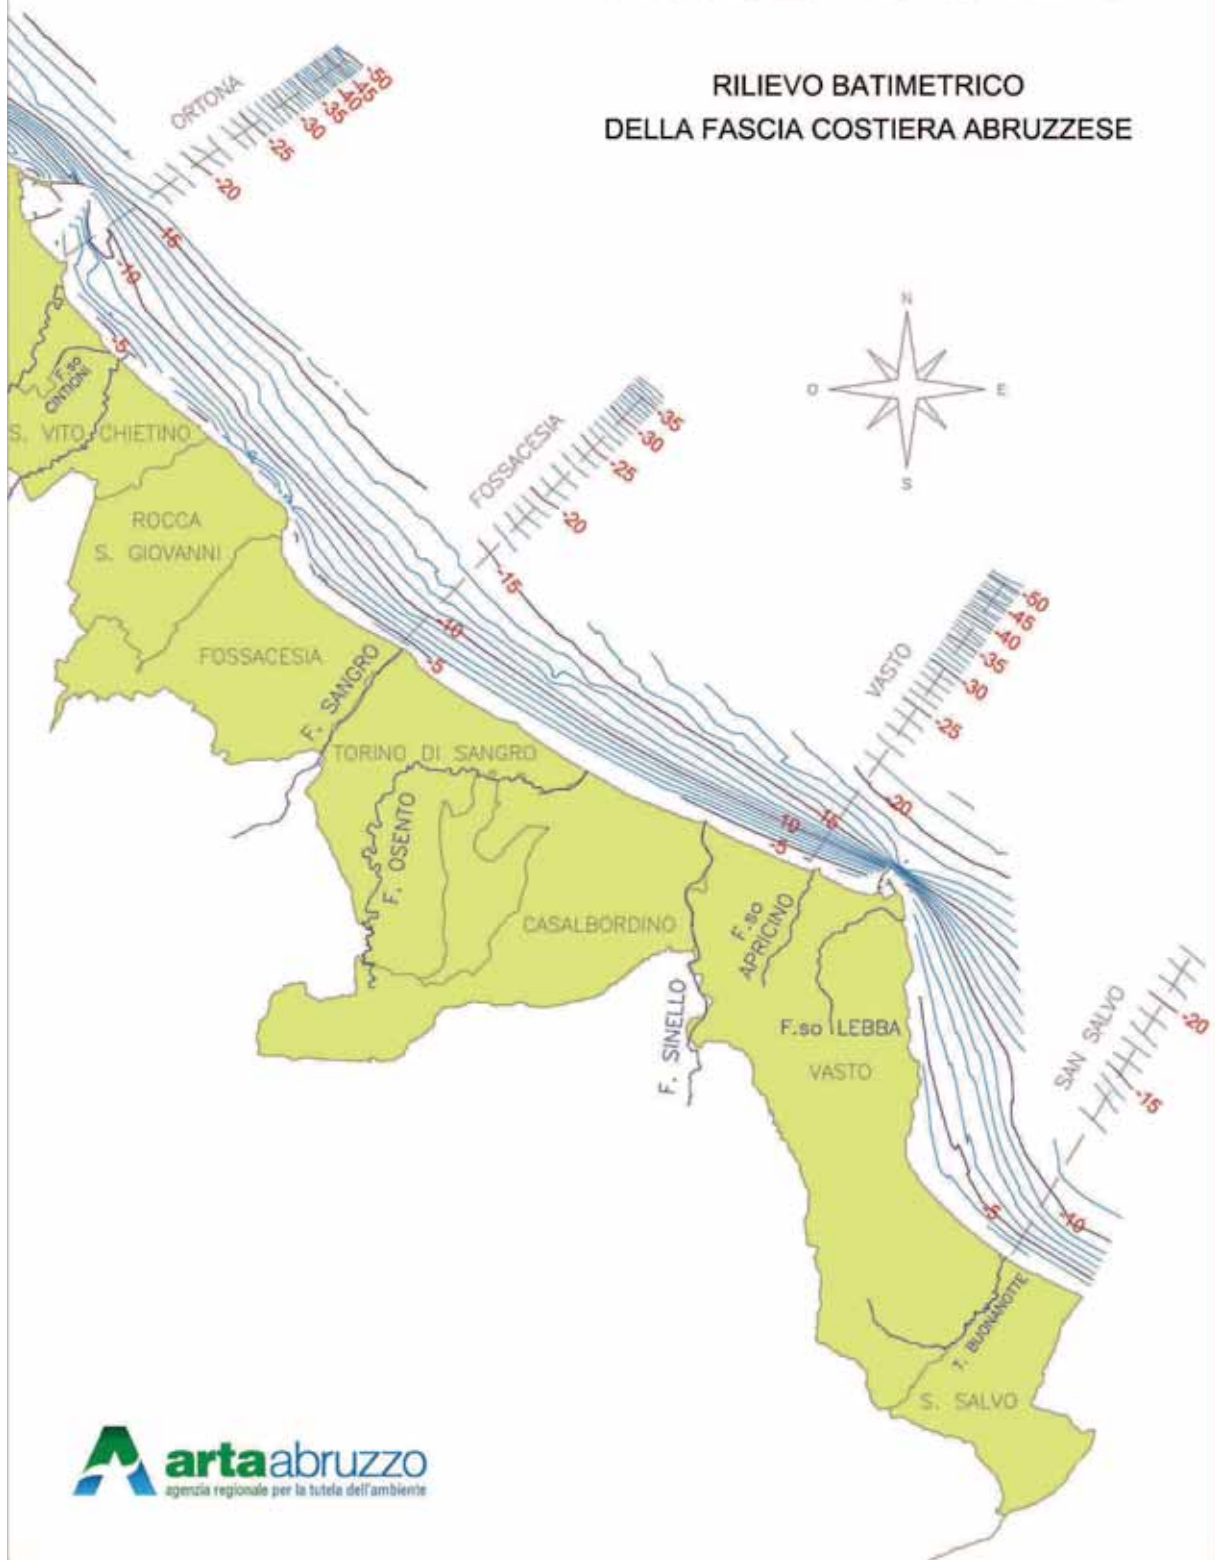 RILIEVO BATIMETRICO
DELLA FASCIA COSTIERA ABRUZZESE
ORTONA
-50
-45
-40
-35
-30
-25
-20
15
-10
-5
F.so
CINTIONI
S. VITO CHIETINO
ROCCA
S. GIOVANNI
FOSSACESIA
N
O
E
S
FOSSACESIA
-35
-30
-25
-20
-15
-10
-5
F. SANGRO
TORINO DI SANGRO
F. OSENTO
CASALBORDINO
F. SINELLO
VASTO
-50
-45
-40
-35
-30
-25
-20
15
10
-5
F.so
APRICINO
F.so LEBBA
VASTO
SAN SALVO
-20
-15
-10
-5
T. BUONANOTTE
S. SALVO
artaabruzzo
agenzia regionale per la tutela dell'ambiente